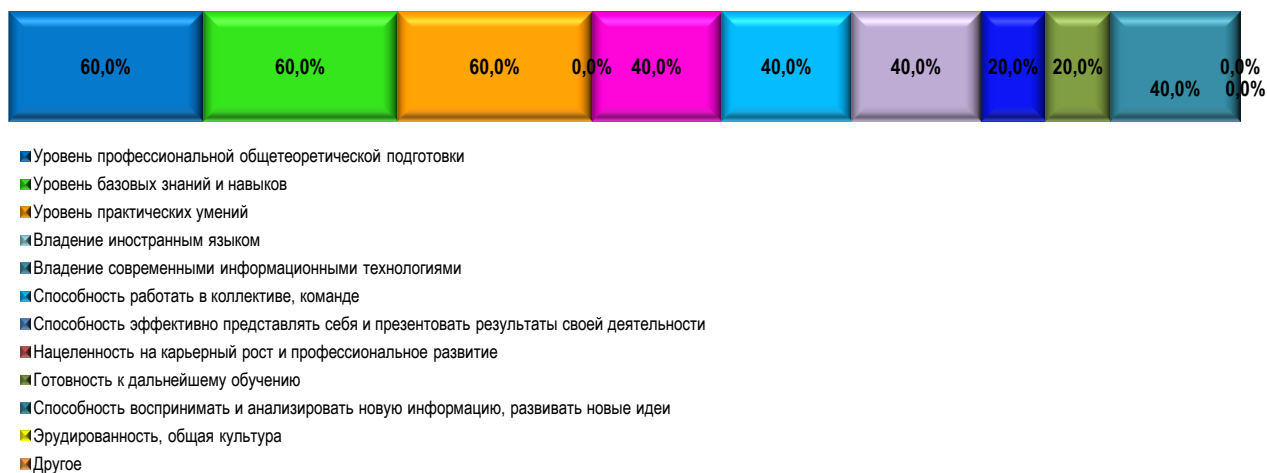 60,0% 60,0% 60,0% 0,0% 40,0% 40,0% 40,0% 20,0% 20,0% 0,0%
40,0% 0,0%
Уровень профессиональной общетеоретической подготовки
Уровень базовых знаний и навыков
Уровень практических умений
Владение иностранным языком
Владение современными информационными технологиями
Способность работать в коллективе, команде
Способность эффективно представлять себя и презентовать результаты своей деятельности
Нацеленность на карьерный рост и профессиональное развитие
Готовность к дальнейшему обучению
Способность воспринимать и анализировать новую информацию, развивать новые идеи
Эрудированность, общая культура
Другое